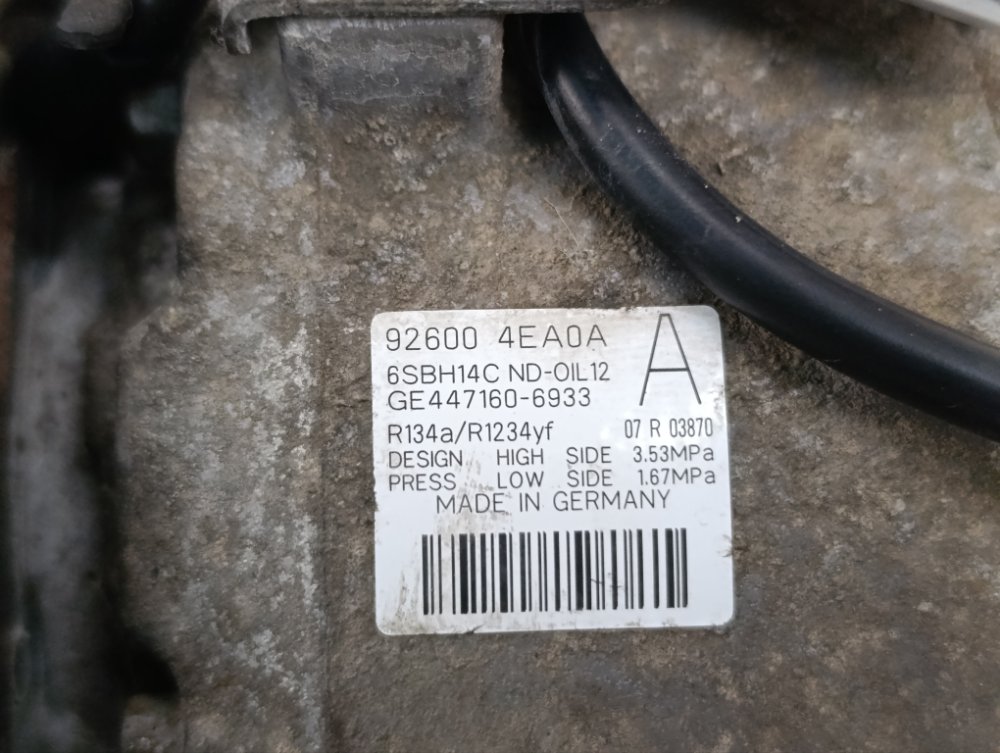 92600 4EA0A A
6SBH14C ND-OIL12
GE447160-6933
R134a/R1234yf 07 R 03870
DESIGN HIGH SIDE 3.53MPa
PRESS LOW SIDE 1.67MPa
MADE IN GERMANY